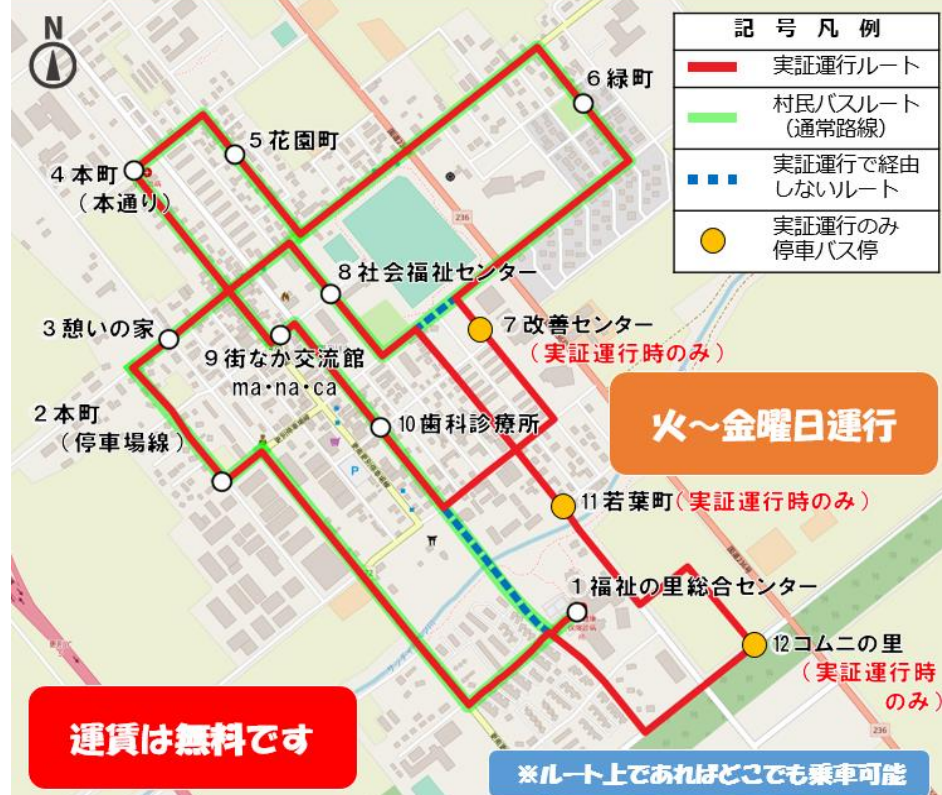 N
記号凡例
実証運行ルート
村民バスルート
（通常路線）
実証運行で経由
しないルート
実証運行のみ
停車バス停
6緑町
5花園町
4本町
（本通り）
236
8社会福祉センター
3憩いの家
7改善センター
（実証運行時のみ）
9街なか交流館
ma・na・ca
2本町
（停車場線）
10歯科診療所
火～金曜日運行
P
11若葉町（実証運行時のみ）
1福祉の里総合センター
12コムニの里
（実証運行時
のみ）
236
運賃は無料です
※ルート上であればどこでも乗車可能